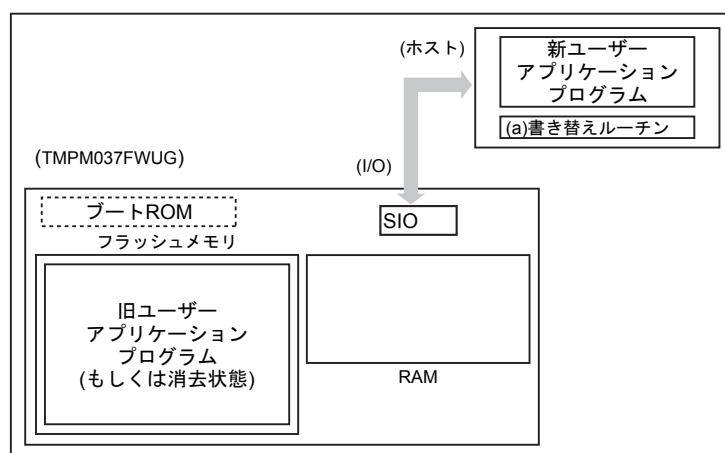 (ホスト)
新ユーザー
アプリケーション
プログラム
(a)書き替えルーチン
(TMPM037FWUG)
(I/O)
ブートROM
SIO
フラッシュメモリ
旧ユーザー
アプリケーション
プログラム
(もしくは消去状態)
RAM